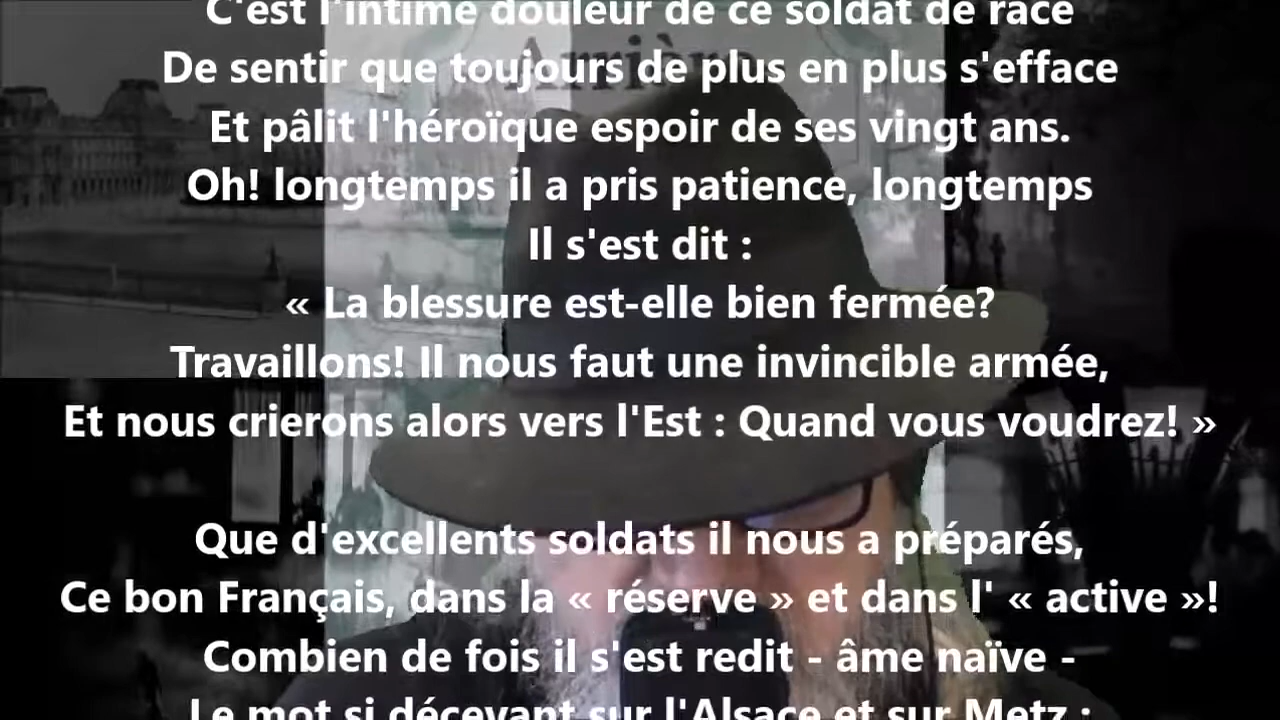 C'est l'intime douleur de ce soldat de race
Arrière
De sentir que toujours de plus en plus s'efface
Et pâlit l'héroïque espoir de ses vingt ans.
Oh! longtemps il a pris patience, longtemps
Il s'est dit :
« La blessure est-elle bien fermée?
Travaillons! Il nous faut une invincible armée,
Et nous crierons alors vers l'Est : Quand vous voudrez! »
Que d'excellents soldats il nous a préparés,
Ce bon Français, dans la « réserve » et dans l' « active »!
Combien de fois il s'est redit - âme naïve -
Le mot si décevant sur l'Alsace et sur Metz :